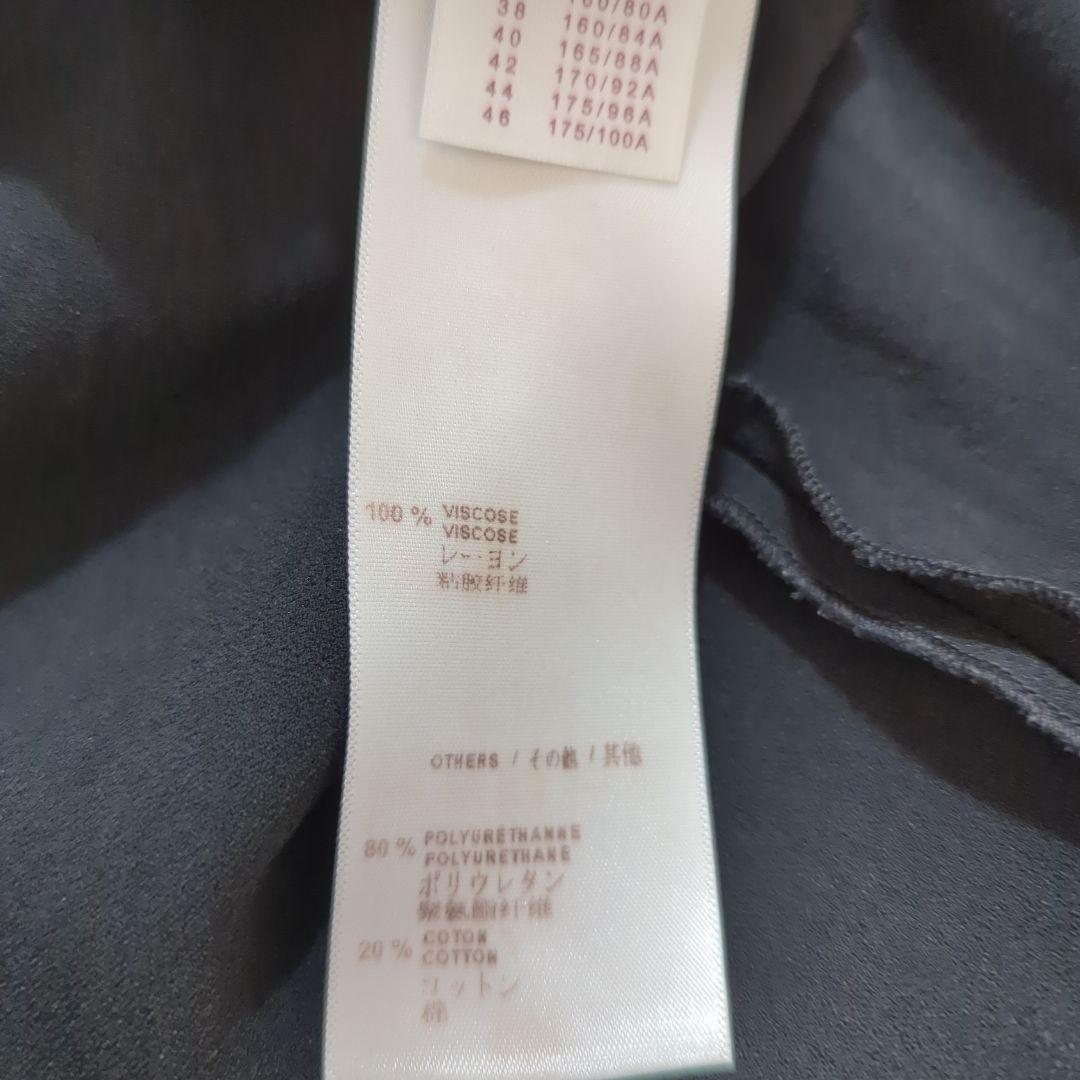 160/80A
38 160/84A
40 165/88A
42 170/92A
44 175/96A
46 175/100A
100 % VISCOSE
VISCOSE
レーヨン
粘胶纤维
OTHERS / その他 / 其他
80 % POLYURÉTHANNE
POLYURETHANE
ポリウレタン
聚氨酯纤维
20 % COTON
COTTON
コットン
棉